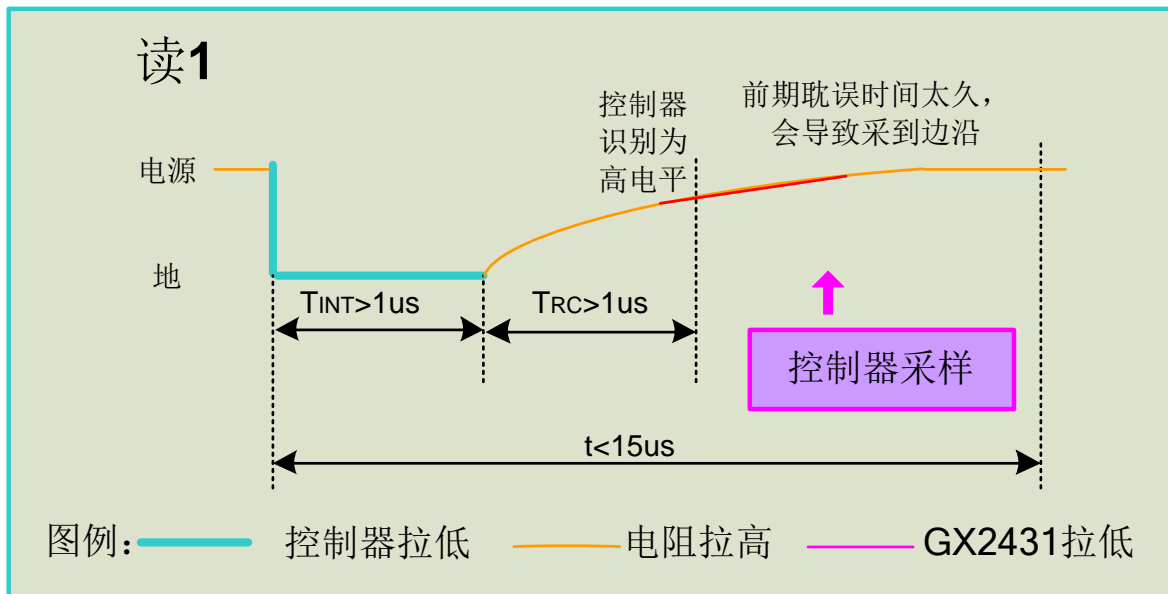 读1
控制器
识别为
高电平
前期耽误时间太久，
会导致采到边沿
电源
地
TINT>1us
TRC>1us
控制器采样
t<15us
图例：
控制器拉低
电阻拉高
GX2431拉低